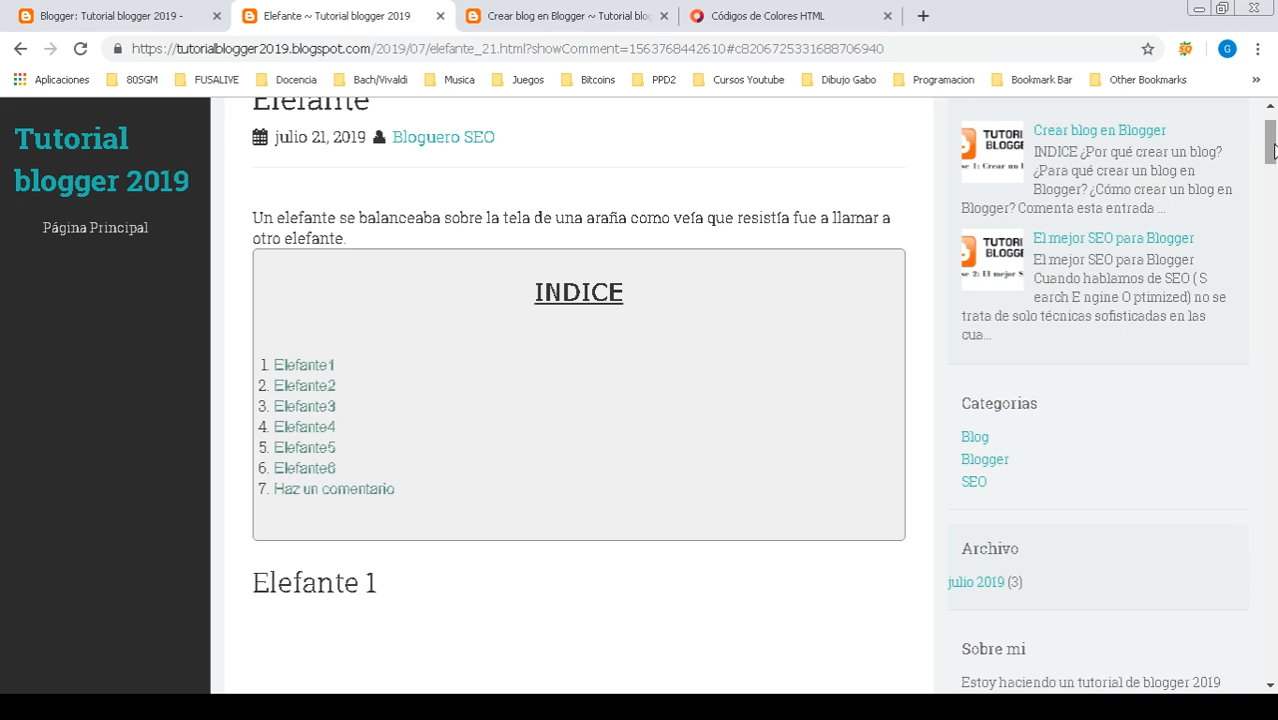 Blogger: Tutorial blogger 2019 -
Elefante ~ Tutorial blogger 2019
Crear blog en Blogger ~ Tutorial blo
Códigos de Colores HTML
https://tutorialblogger2019.blogspot.com/2019/07/elefante_21.html?showComment=1563768442610#c8206725331688706940
G
Aplicaciones
80SGM
FUSALIVE
Docencia
Bach/Vivaldi
Musica
Juegos
Bitcoins
PPD2
Cursos Youtube
Dibujo Gabo
Programacion
Bookmark Bar
Other Bookmarks
»
Tutorial
blogger 2019
Página Principal
Elefante
julio 21, 2019 Bloguero SEO
Un elefante se balanceaba sobre la tela de una araña como veía que resistía fue a llamar a
otro elefante.
INDICE
1. Elefante1
2. Elefante2
3. Elefante3
4. Elefante4
5. Elefante5
6. Elefante6
7. Haz un comentario
Elefante 1
Crear blog en Blogger
INDICE ¿Por qué crear un blog?
¿Para qué crear un blog en
Blogger? ¿Cómo crear un blog en
Blogger? Comenta esta entrada ...
El mejor SEO para Blogger
El mejor SEO para Blogger
Cuando hablamos de SEO ( S
earch E ngine O ptimized) no se
trata de solo técnicas sofisticadas en las
cua...
Categorias
Blog
Blogger
SEO
Archivo
julio 2019 (3)
Sobre mi
Estoy haciendo un tutorial de blogger 2019